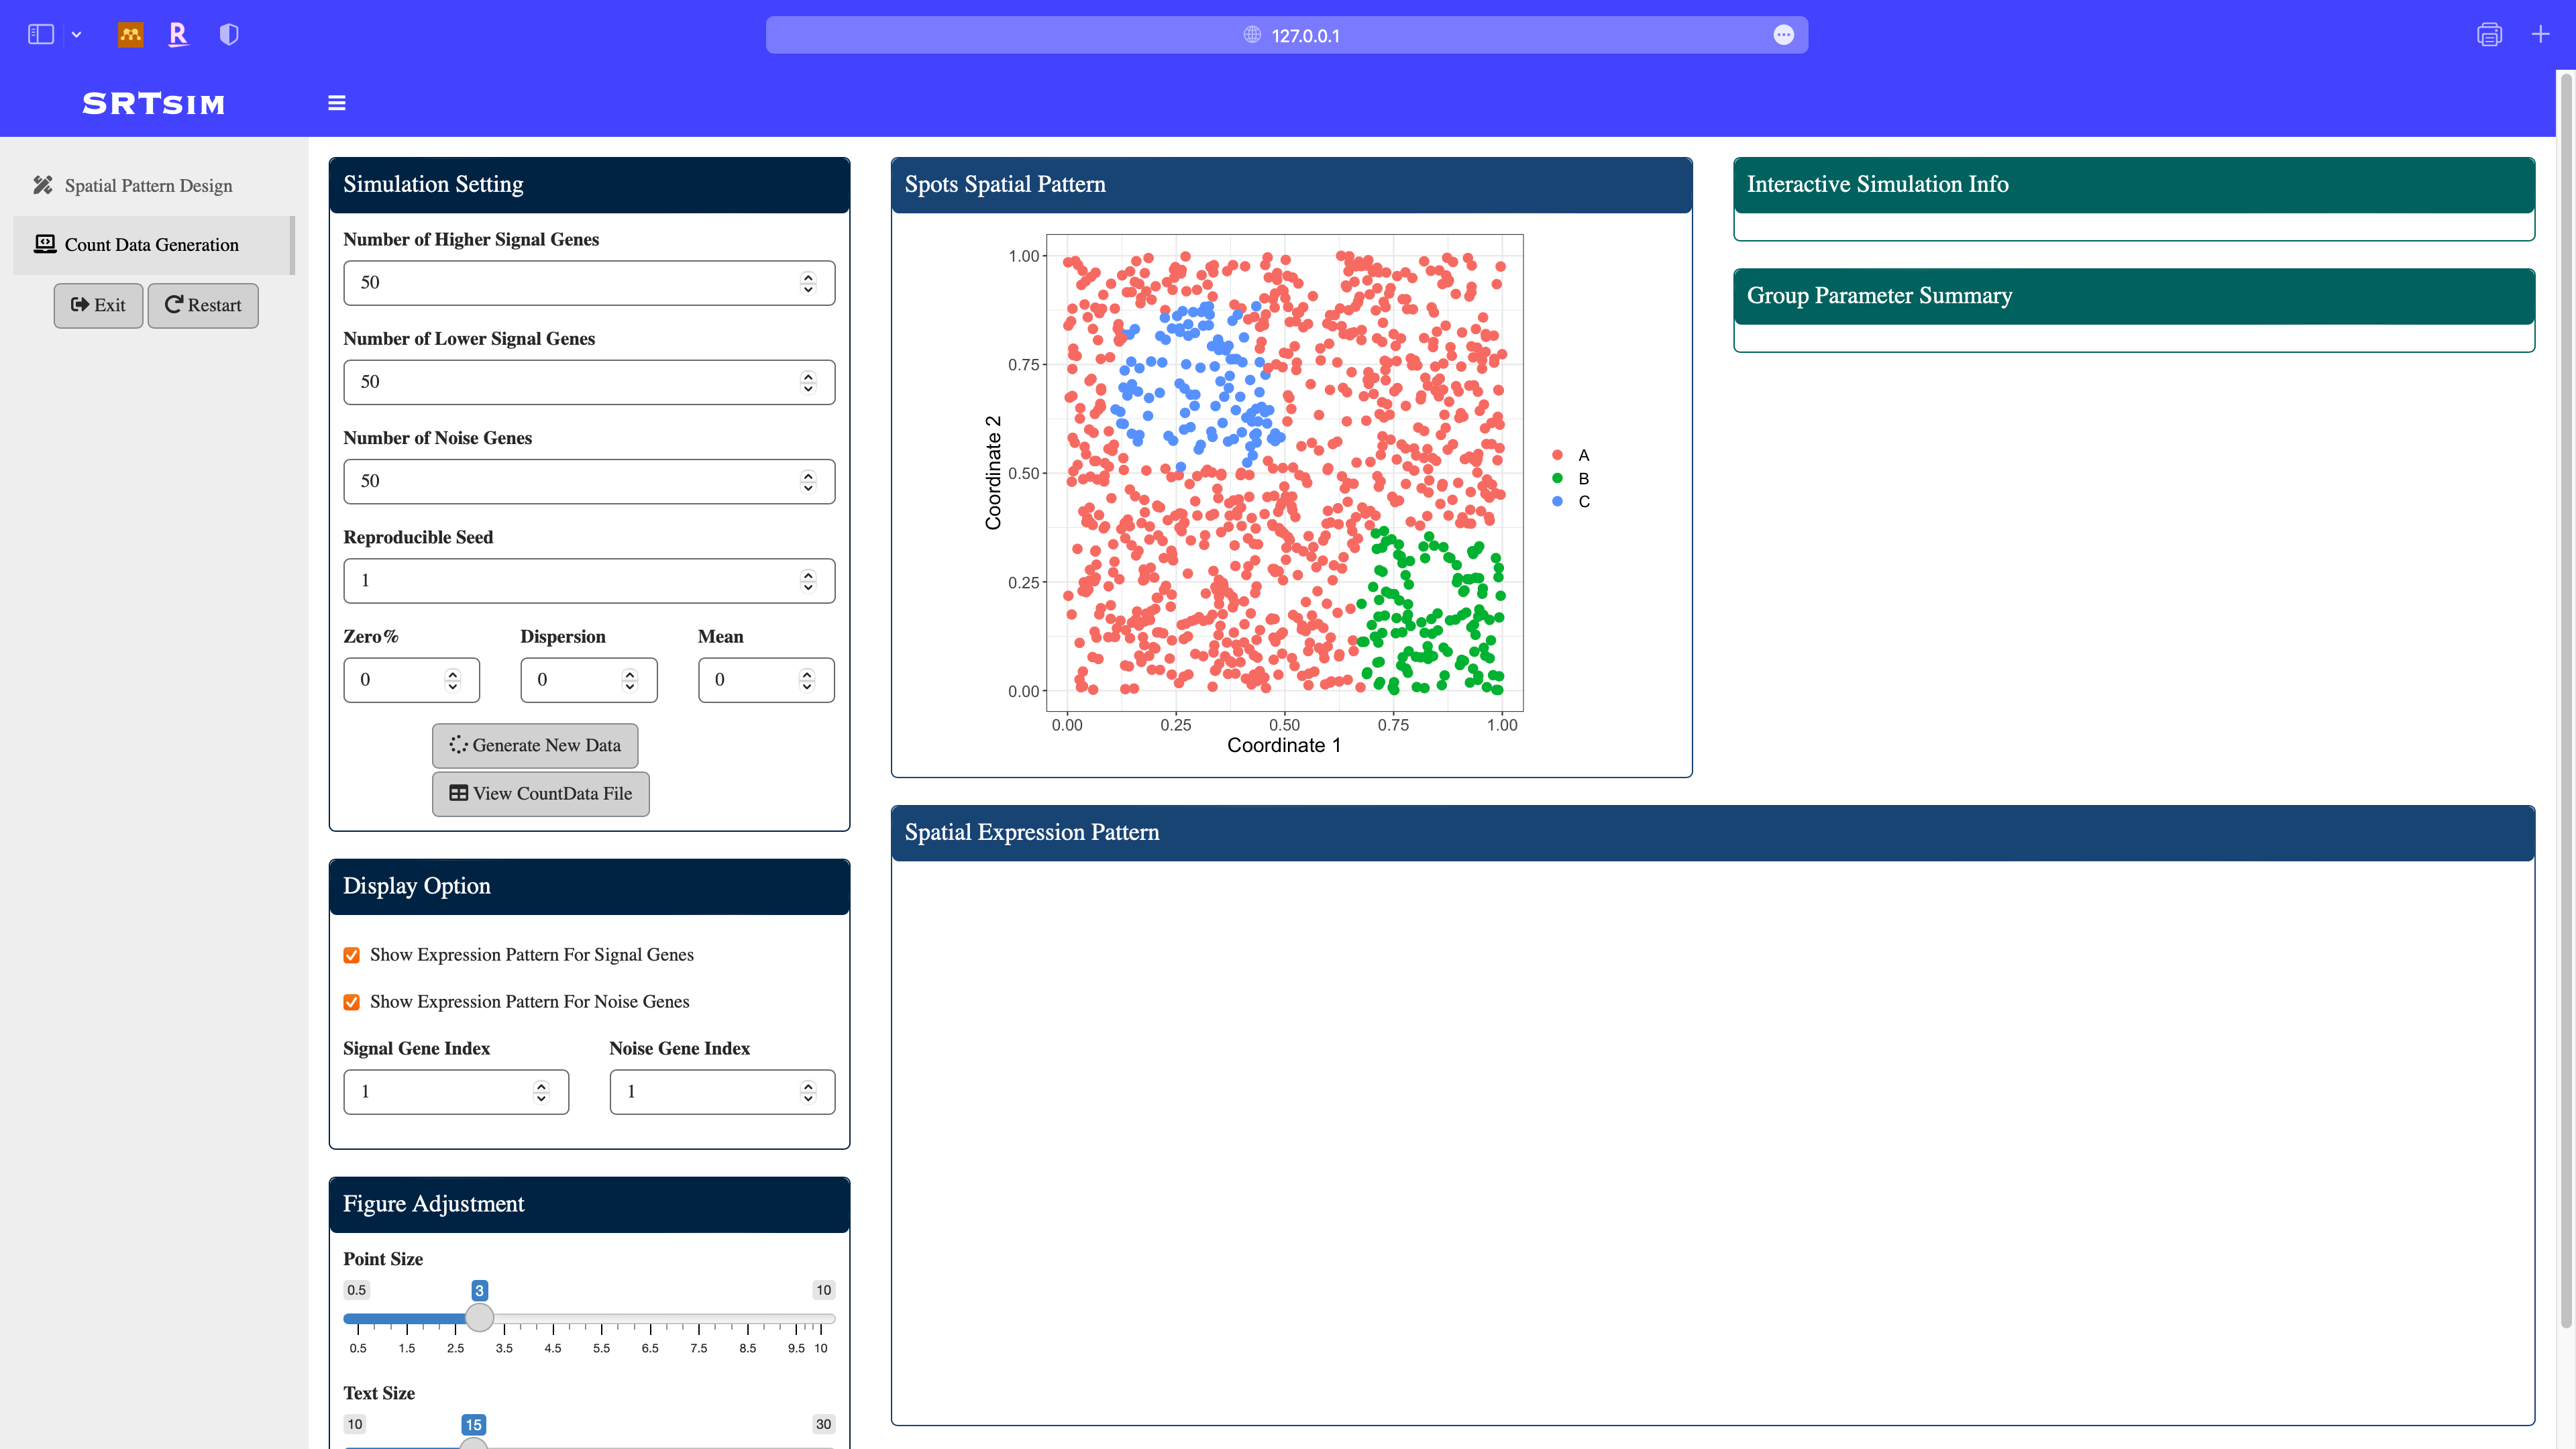 127.0.0.1
SRTSIM
Spatial Pattern Design
Count Data Generation
Exit
Restart
Simulation Setting
Number of Higher Signal Genes
50
Number of Lower Signal Genes
50
Number of Noise Genes
50
Reproducible Seed
1
Zero% Dispersion Mean
0 0 0
Generate New Data
View CountData File
Display Option
Show Expression Pattern For Signal Genes
Show Expression Pattern For Noise Genes
Signal Gene Index Noise Gene Index
1 1
Figure Adjustment
Point Size
0.5 3 10
0.5 1.5 2.5 3.5 4.5 5.5 6.5 7.5 8.5 9.5 10
Text Size
10 15 30
Spots Spatial Pattern
1.00
0.75
0.50
0.25
0.00
Coordinate 2
0.00 0.25 0.50 0.75 1.00
Coordinate 1
A
B
C
Interactive Simulation Info
Group Parameter Summary
Spatial Expression Pattern